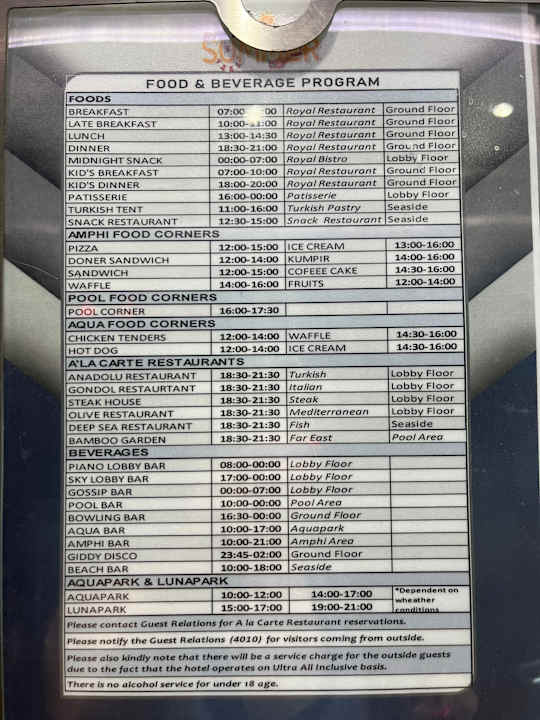 SUMMER
FOOD & BEVERAGE PROGRAM
FOODS
BREAKFAST 07:00 Royal Restaurant Ground Floor
LATE BREAKFAST 10:00-11:00 Royal Restaurant Ground Floor
LUNCH 13:00-14:30 Royal Restaurant Ground Floor
DINNER 18:30-21:00 Royal Restaurant Ground Floor
MIDNIGHT SNACK 00:00-07:00 Royal Bistro Lobby Floor
KID'S BREAKFAST 07:00-10:00 Royal Restaurant Ground Floor
KID'S DINNER 18:00-20:00 Royal Restaurant Ground Floor
PATISSERIE 16:00-00:00 Patisserie Lobby Floor
TURKISH TENT 11:00-16:00 Turkish Pastry Seaside
SNACK RESTAURANT 12:30-15:00 Snack Restaurant Seaside
AMPHI FOOD CORNERS
PIZZA 12:00-15:00 ICE CREAM 13:00-16:00
DONER SANDWICH 12:00-14:00 KUMPIR 14:00-16:00
SANDWICH 12:00-15:00 COFEEE CAKE 14:30-16:00
WAFFLE 14:00-16:00 FRUITS 12:00-14:00
POOL FOOD CORNERS
POOL CORNER 16:00-17:30
AQUA FOOD CORNERS
CHICKEN TENDERS 12:00-14:00 WAFFLE 14:30-16:00
HOT DOG 12:00-14:00 ICE CREAM 14:30-16:00
A'LA CARTE RESTAURANTS
ANADOLU RESTAURANT 18:30-21:30 Turkish Lobby Floor
GONDOL RESTAURTANT 18:30-21:30 Italian Lobby Floor
STEAK HOUSE 18:30-21:30 Steak Lobby Floor
OLIVE RESTAURANT 18:30-21:30 Mediterranean Lobby Floor
DEEP SEA RESTAURANT 18:30-21:30 Fish Seaside
BAMBOO GARDEN 18:30-21:30 Far East Pool Area
BEVERAGES
PIANO LOBBY BAR 08:00-00:00 Lobby Floor
SKY LOBBY BAR 17:00-00:00 Lobby Floor
GOSSIP BAR 00:00-07:00 Lobby Floor
POOL BAR 10:00-00:00 Pool Area
BOWLING BAR 16:30-00:00 Ground Floor
AQUA BAR 10:00-17:00 Aquapark
AMPHI BAR 10:00-21:00 Amphi Area
GIDDY DISCO 23:45-02:00 Ground Floor
BEACH BAR 10:00-18:00 Seaside
AQUAPARK & LUNAPARK
AQUAPARK 10:00-12:00 14:00-17:00 *Dependent on
wheather
LUNAPARK 15:00-17:00 19:00-21:00 conditions
Please contact Guest Relations for A la Carte Restaurant reservations.
Please notify the Guest Relations (4010) for visitors coming from outside.
Please also kindly note that there will be a service charge for the outside guests
due to the fact that the hotel operates on Ultra All Inclusive basis.
There is no alcohol service for under 18 age.